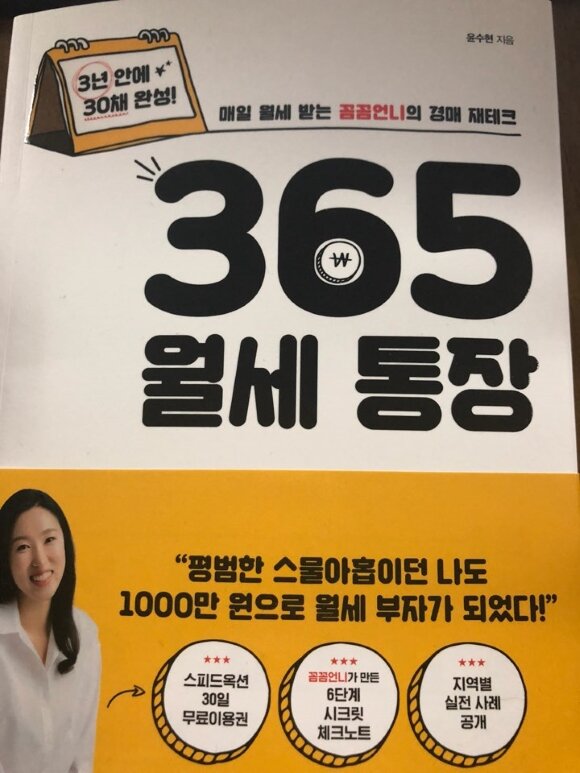 윤수현 지음
3년 안에
30채 완성!
매일 월세 받는 꼼꼼언니의 경매 재테크
365
₩
월세 통장
“평범한 스물아홉이던 나도
1000만 원으로 월세 부자가 되었다!”
★★★
스피드옥션
30일
무료이용권
★★★
꼼꼼언니가 만든
6단계
시크릿
체크노트
★★★
지역별
실전 사례
공개